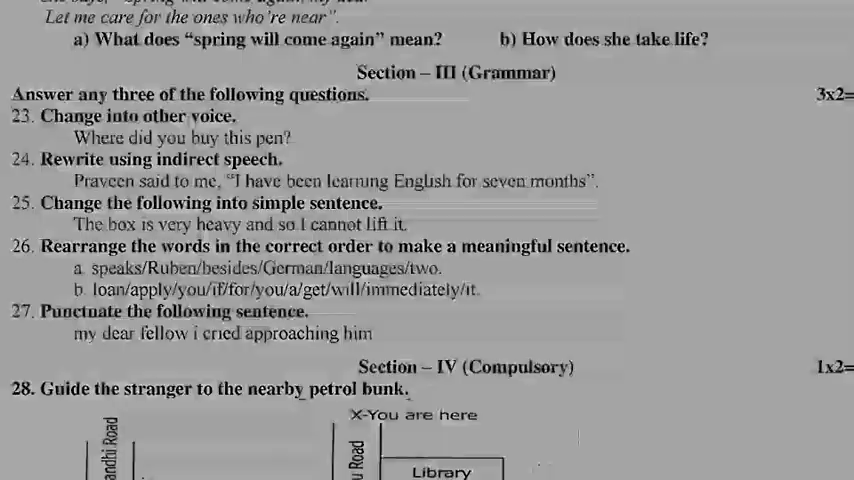 Let me care for the ones who're near".
a) What does "spring will come again" mean? b) How does she take life?
Section – III (Grammar)
Answer any three of the following questions. 3x2=
23. Change into other voice.
Where did you buy this pen?
24. Rewrite using indirect speech.
Praveen said to me, "I have been learning English for seven months".
25. Change the following into simple sentence.
The box is very heavy and so I cannot lift it.
26. Rearrange the words in the correct order to make a meaningful sentence.
a. speaks/Ruben/besides/German/languages/two.
b. loan/apply/you/if/for/you/a/get/will/immediately/it.
27. Punctuate the following sentence.
my dear fellow i cried approaching him
Section – IV (Compulsory) 1x2=
28. Guide the stranger to the nearby petrol bunk.
X-You are here
Road
Road
Library